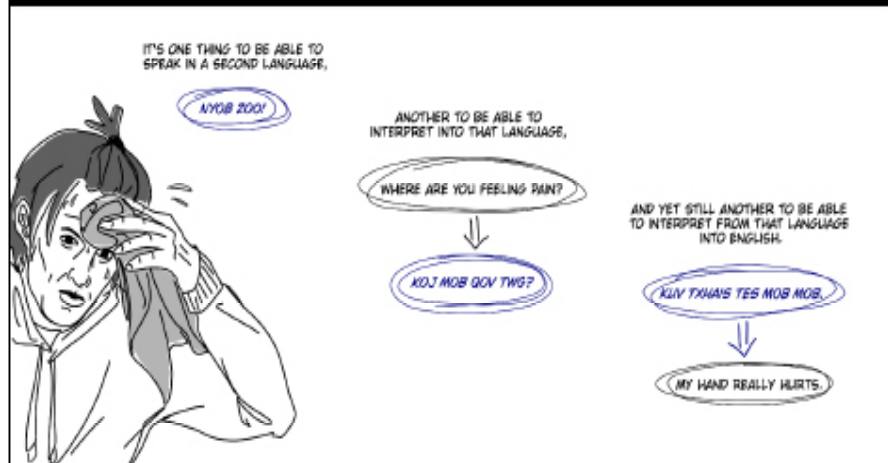 IT'S ONE THING TO BE ABLE TO
SPEAK IN A SECOND LANGUAGE,
NYOB ZOO!
ANOTHER TO BE ABLE TO
INTERPRET INTO THAT LANGUAGE,
WHERE ARE YOU FEELING PAIN?
KOJ MOB QOV TWG?
AND YET STILL ANOTHER TO BE ABLE
TO INTERPRET FROM THAT LANGUAGE
INTO ENGLISH.
KUV TXHAIS TES MOB MOB.
MY HAND REALLY HURTS.